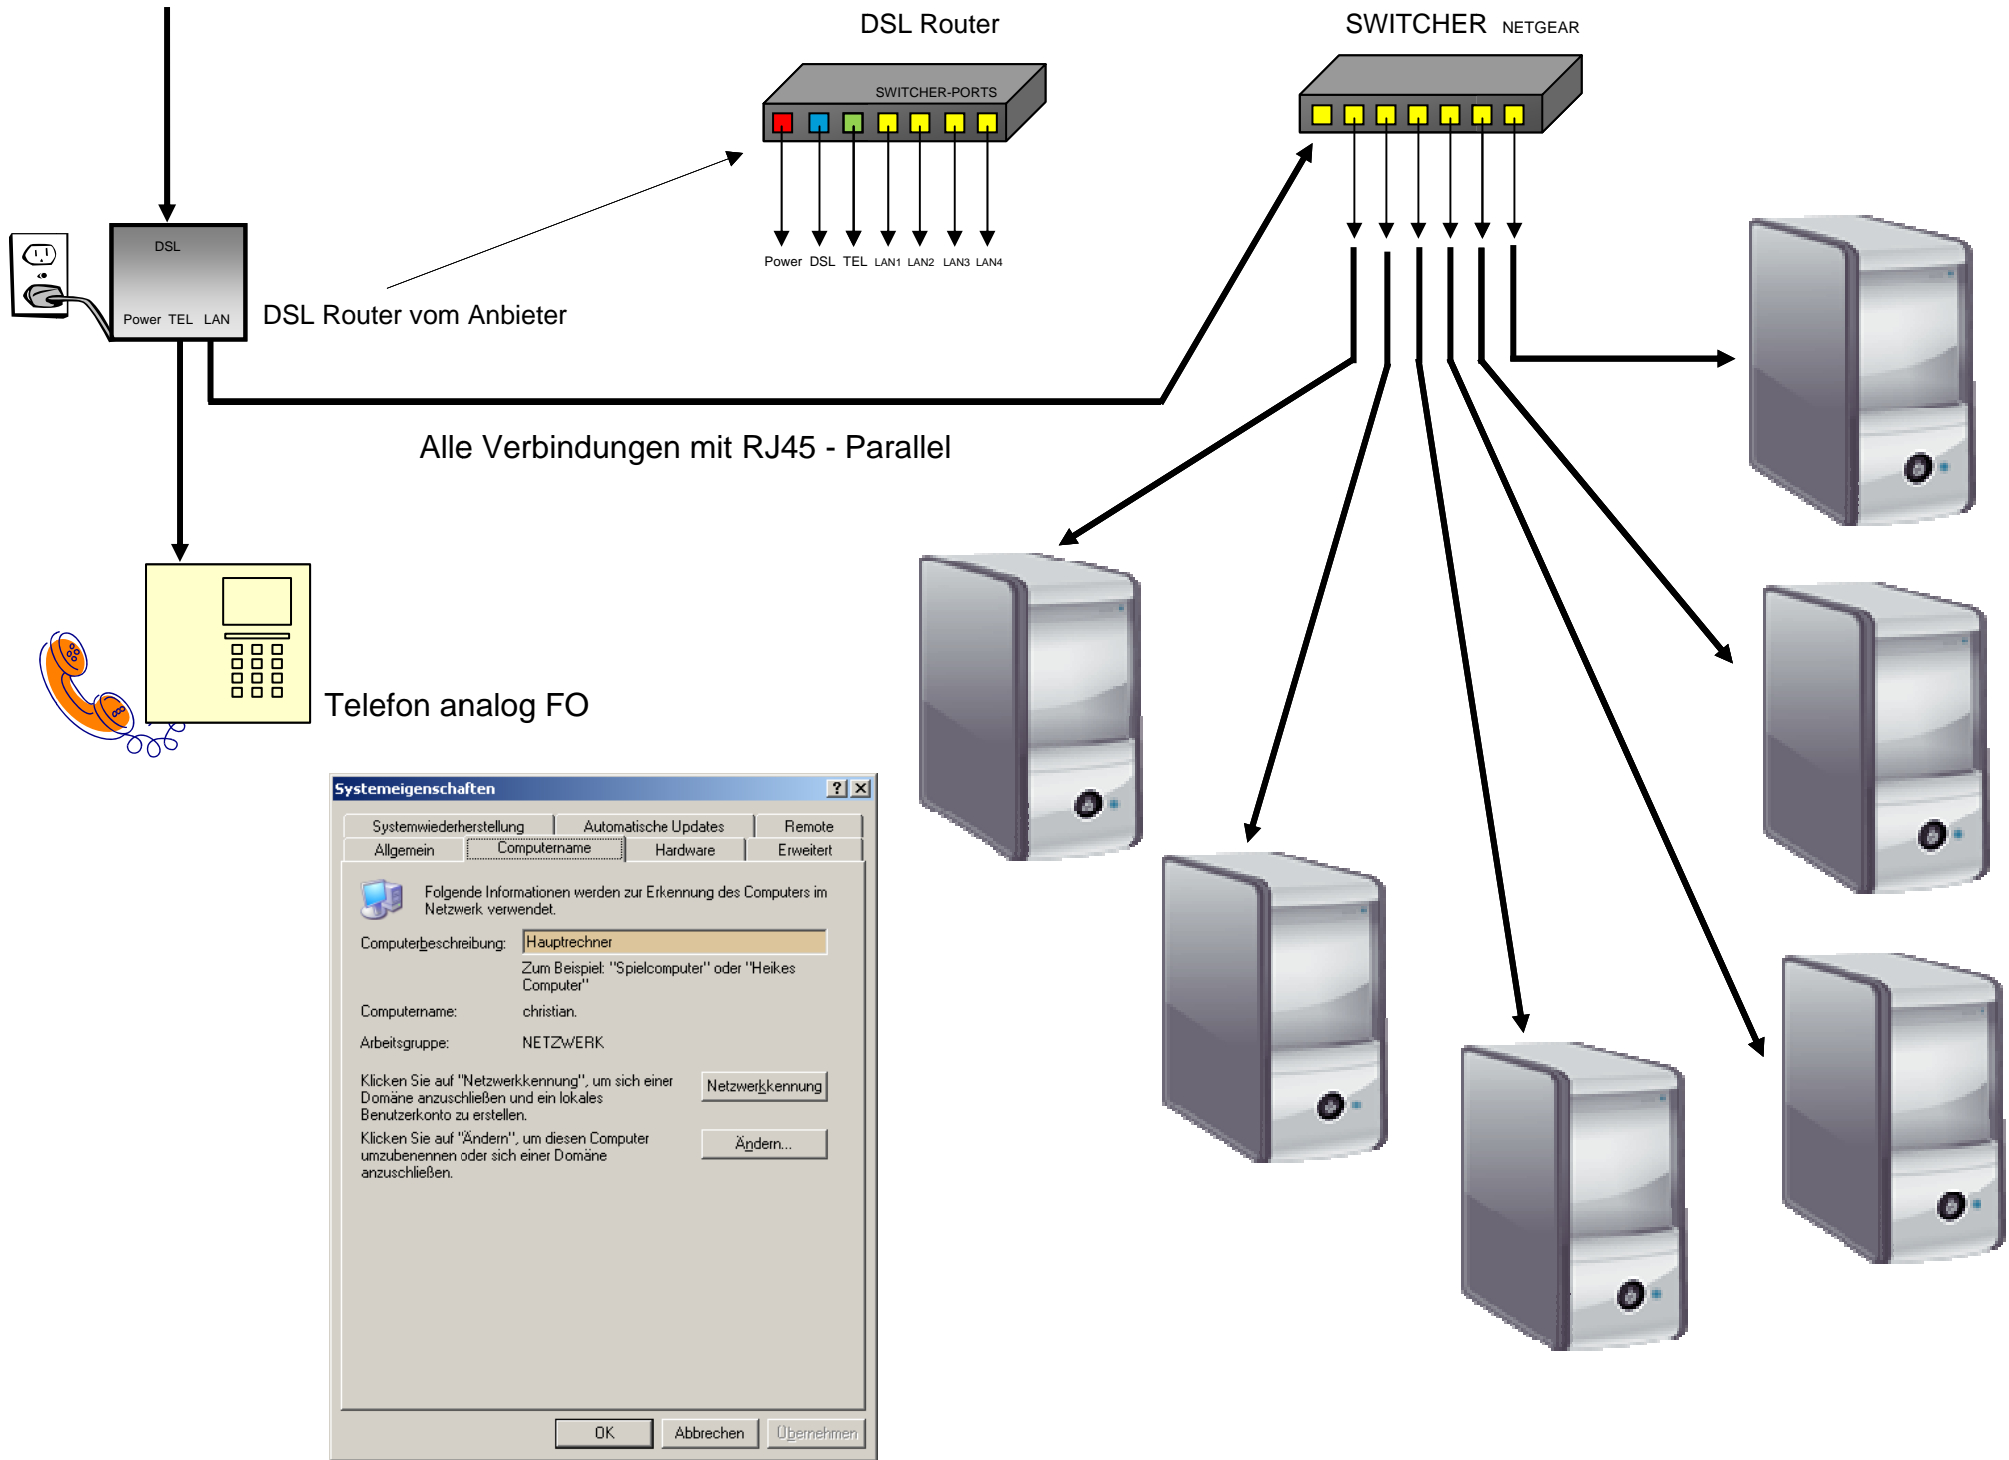 DSL Router
SWITCHER NETGEAR
SWITCHER-PORTS
Power DSL TEL LAN1 LAN2 LAN3 LAN4
DSL
Power TEL LAN
DSL Router vom Anbieter
Alle Verbindungen mit RJ45 - Parallel
Telefon analog FO
Systemeigenschaften
Systemwiederherstellung Automatische Updates Remote
Allgemein Computername Hardware Erweitert
Folgende Informationen werden zur Erkennung des Computers im
Netzwerk verwendet.
Computerbeschreibung: Hauptrechner
Zum Beispiel: "Spielcomputer" oder "Heikes
Computer"
Computername: christian.
Arbeitsgruppe: NETZWERK
Klicken Sie auf "Netzwerkkennung", um sich einer
Domäne anzuschließen und ein lokales
Benutzerkonto zu erstellen.
Netzwerkkennung
Klicken Sie auf "Ändern", um diesen Computer
umzubenennen oder sich einer Domäne
anzuschließen.
Ändern...
OK Abbrechen Übernehmen